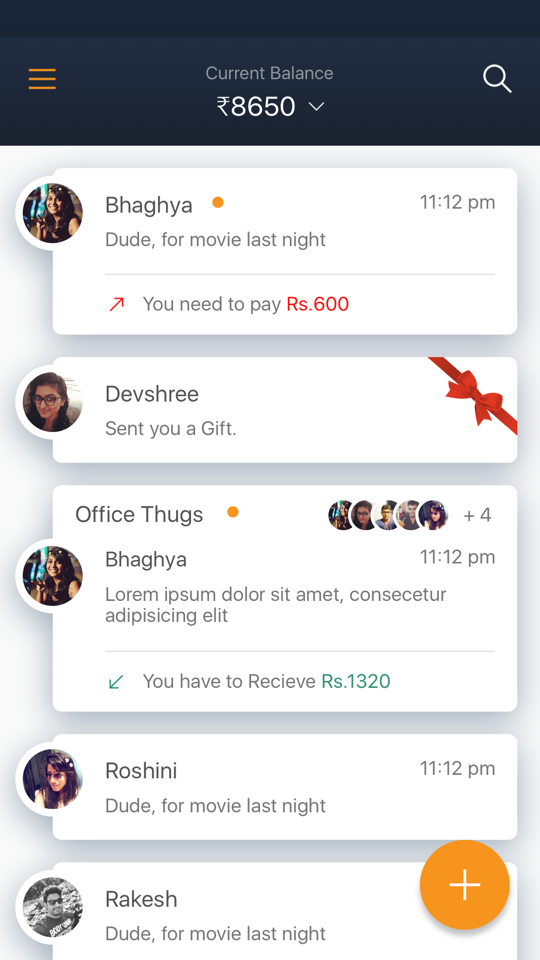 Current Balance
₹8650
Bhaghya
11:12 pm
Dude, for movie last night
You need to pay Rs.600
Devshree
Sent you a Gift.
Office Thugs
+ 4
Bhaghya
11:12 pm
Lorem ipsum dolor sit amet, consecetur
adipisicing elit
You have to Recieve Rs.1320
Roshini
11:12 pm
Dude, for movie last night
Rakesh
Dude, for movie last night